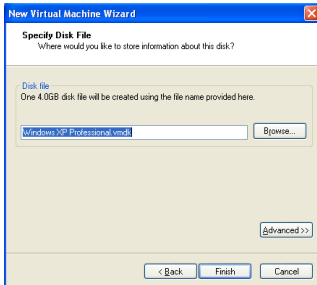 New Virtual Machine Wizard
Specify Disk File
Where would you like to store information about this disk?
Disk file
One 4.0GB disk file will be created using the file name provided here.
Windows XP Professional.vmdk
Browse...
Advanced >>
< Back
Finish
Cancel